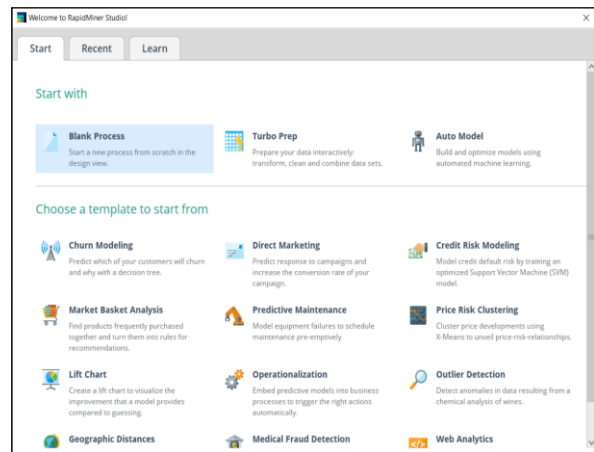 Welcome to RapidMiner Studio!
Start
Recent
Learn
Start with
Blank Process
Start a new process from scratch in the
design view.
Turbo Prep
Prepare your data interactively:
transform, clean and combine data sets.
Auto Model
Build and optimize models using
automated machine learning.
Choose a template to start from
Churn Modeling
Predict which of your customers will churn
and why with a decision tree.
Direct Marketing
Predict response to campaigns and
increase the conversion rate of your
campaign.
Credit Risk Modeling
Model credit default risk by training an
optimized Support Vector Machine (SVM)
model.
Market Basket Analysis
Find products frequently purchased
together and turn them into rules for
recommendations.
Predictive Maintenance
Model equipment failures to schedule
maintenance pre-emptively
Price Risk Clustering
Cluster price developments using
X-Means to unveil price-risk-relationships.
Lift Chart
Create a lift chart to visualize the
improvement that a model provides
compared to guessing.
Operationalization
Embed predictive models into business
processes to trigger the right actions
automatically.
Outlier Detection
Detect anomalies in data resulting from a
chemical analysis of wines.
Geographic Distances
Medical Fraud Detection
Web Analytics